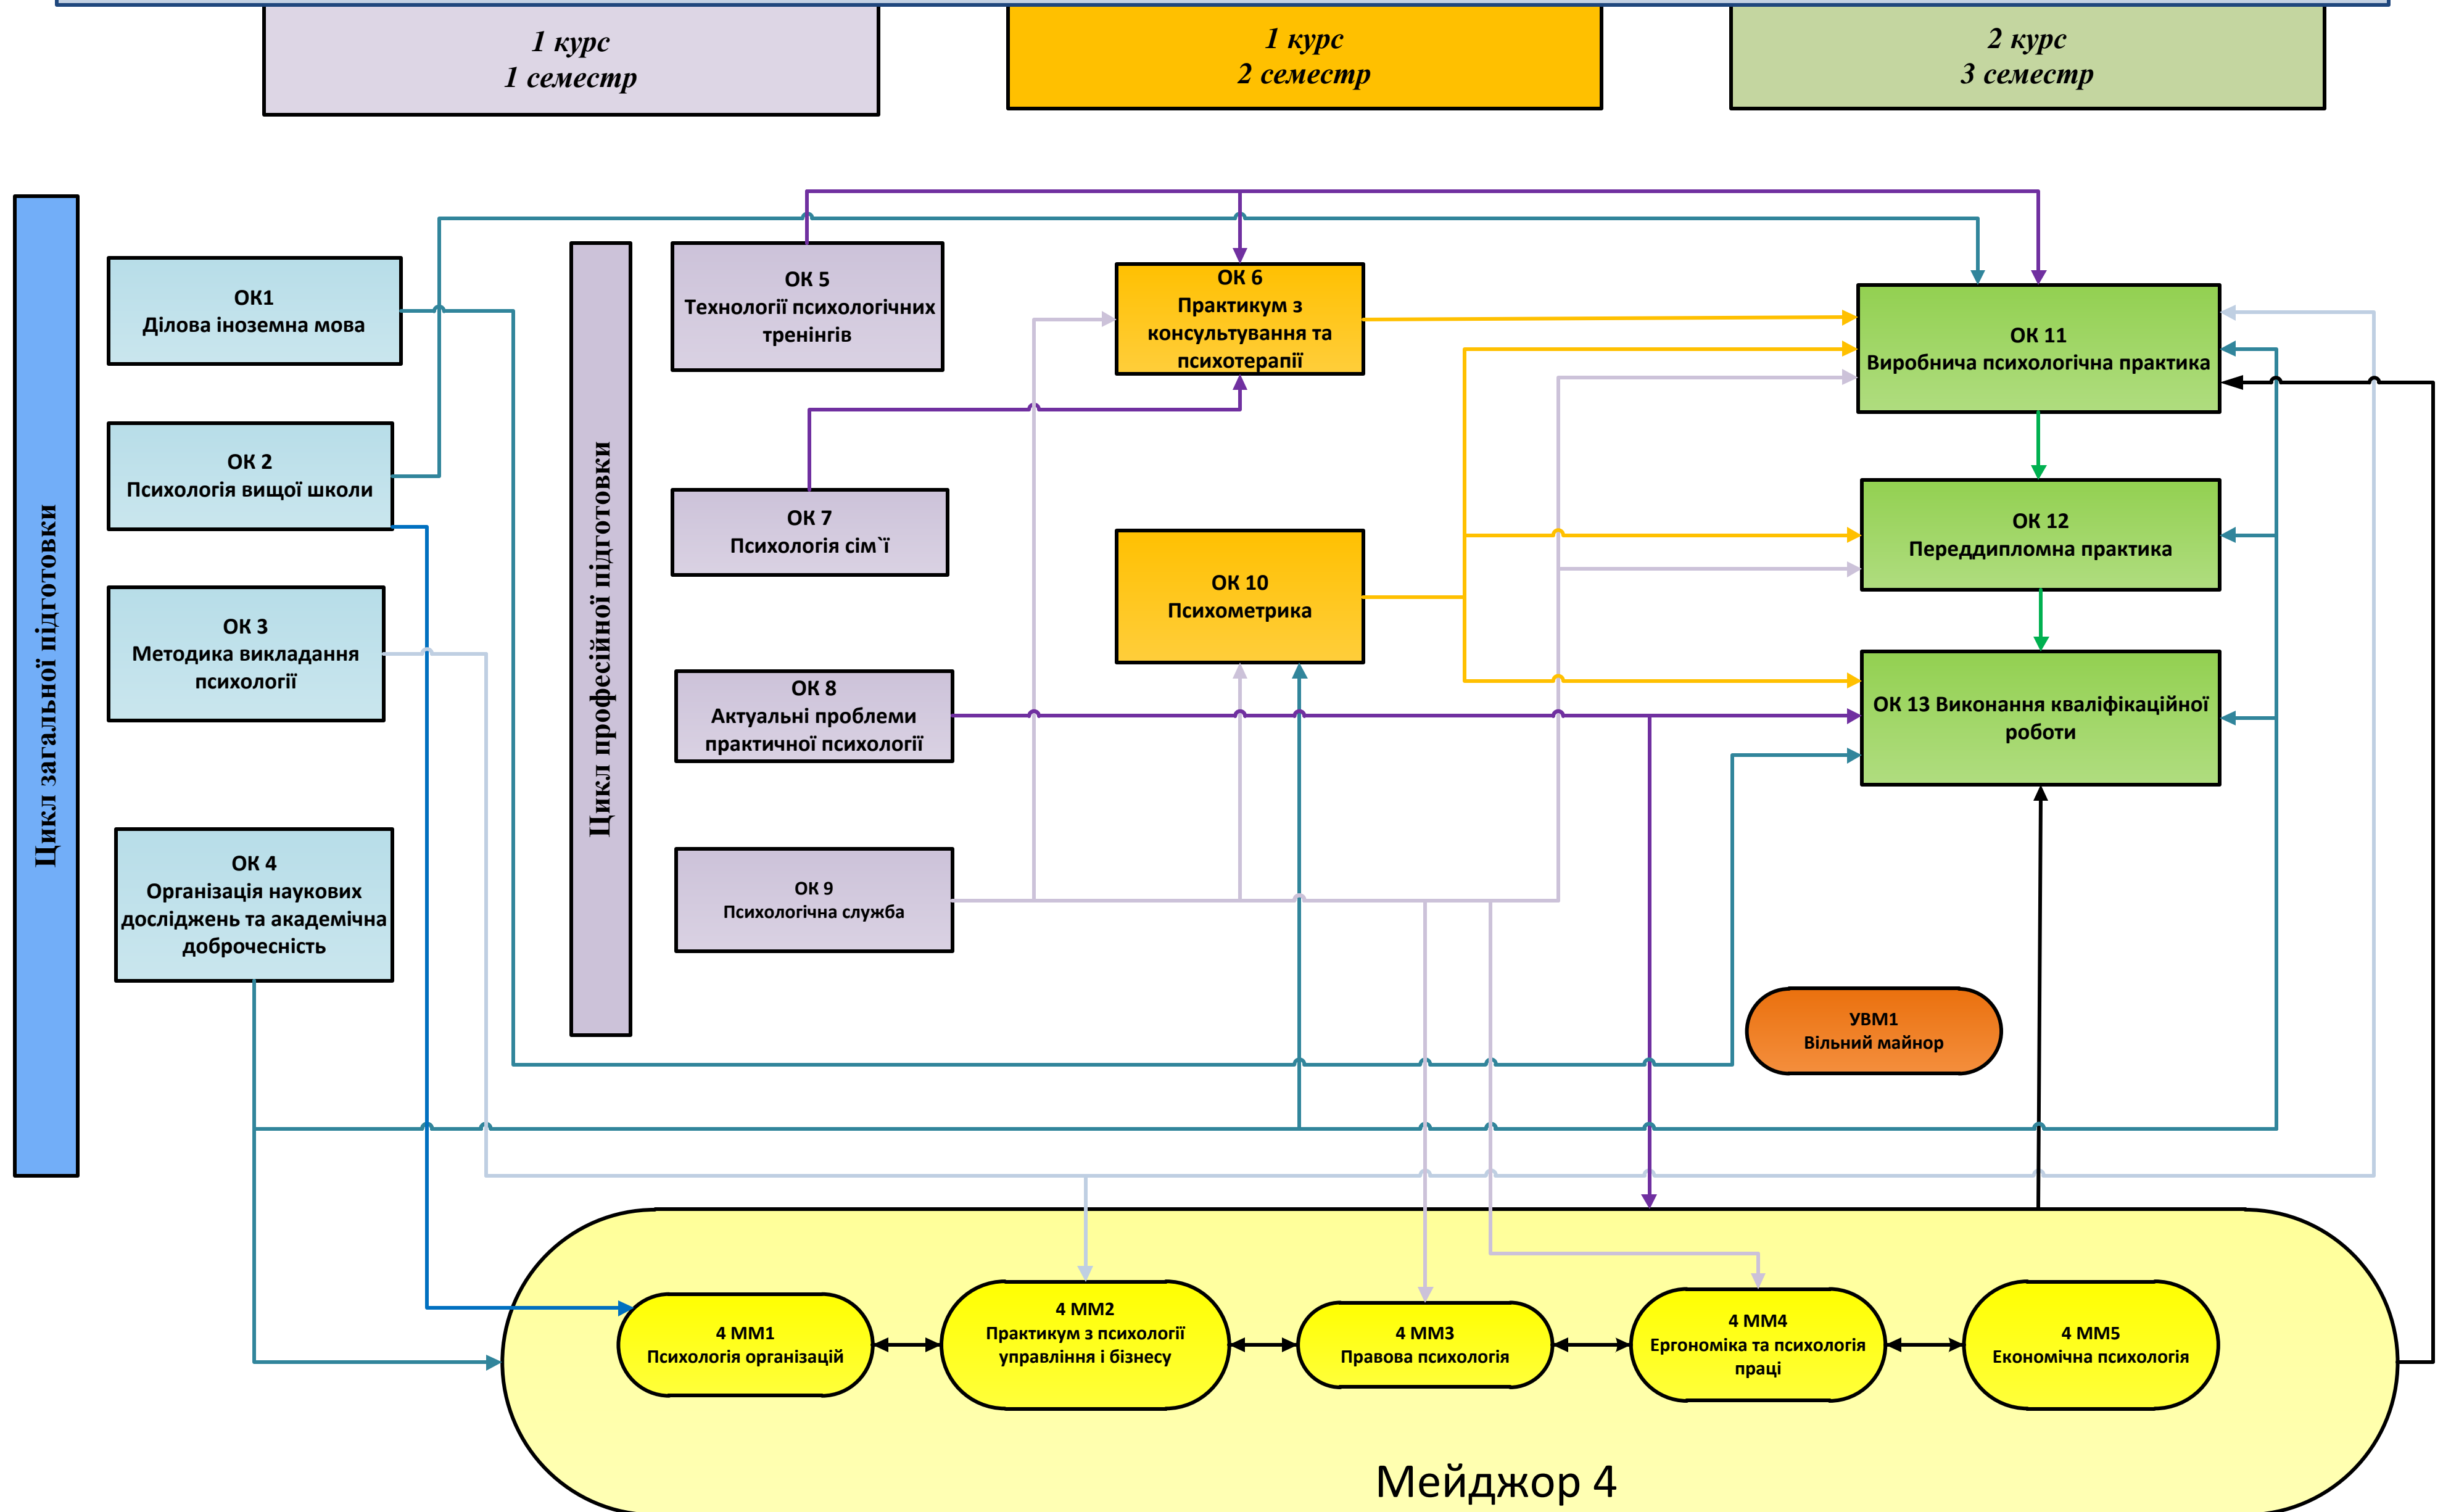 1 курс
1 семестр
1 курс
2 семестр
2 курс
3 семестр
Цикл загальної підготовки
ОК1
Ділова іноземна мова
ОК 2
Психологія вищої школи
ОК 3
Методика викладання
психології
ОК 4
Організація наукових
досліджень та академічна
доброчесність
Цикл професійної підготовки
ОК 5
Технології психологічних
тренінгів
ОК 7
Психологія сім`ї
ОК 8
Актуальні проблеми
практичної психології
ОК 9
Психологічна служба
ОК 6
Практикум з
консультування та
психотерапії
ОК 10
Психометрика
ОК 11
Виробнича психологічна практика
ОК 12
Переддипломна практика
ОК 13 Виконання кваліфікаційної
роботи
УВМ1
Вільний майнор
4 ММ1
Психологія організацій
4 ММ2
Практикум з психології
управління і бізнесу
4 ММ3
Правова психологія
4 ММ4
Ергономіка та психологія
праці
4 ММ5
Економічна психологія
Мейджор 4